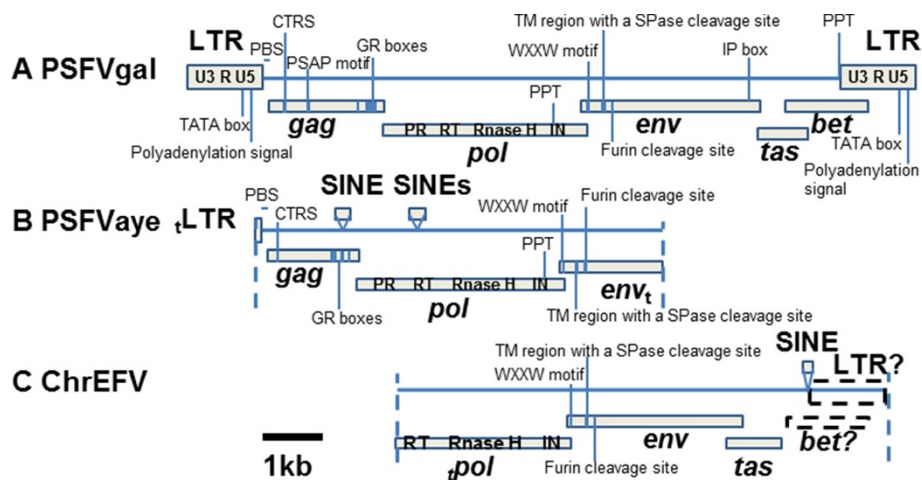 CTRS
TM region with a SPase cleavage site
PPT
LTR
PBS
GR boxes
WXXW motif
IP box
LTR
A PSFVgal
U3 R U5
PSAP motif
U3 R U5
PPT
gag
env
bet
PR RT Rnase H IN
TATA box
pol
Furin cleavage site
tas
TATA box
Polyadenylation signal
Polyadenylation
signal
SINE SINEs
Furin cleavage site
PBS
CTRS
WXXW motif
B PSFVaye tLTR
PPT
gag
PR RT Rnase H IN
envt
pol
GR boxes
TM region with a SPase cleavage site
SINE
TM region with a SPase cleavage site
LTR?
C ChrEFV
WXXW motif
env
bet?
RT Rnase H IN
tpol
tas
Furin cleavage site
1kb